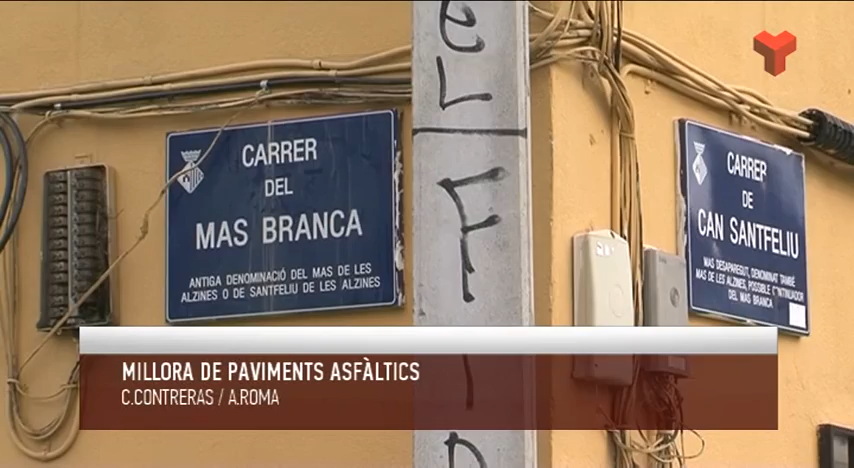 CARRER
DEL
MAS BRANCA
ANTIGA DENOMINACIÓ DEL MAS DE LES
ALZINES O DE SANTFELIU DE LES ALZINES
CARRER
DE
CAN SANTFELIU
MAS DESAPAREGUT, DENOMINAT TAMBÉ
MAS DE LES ALZINES, POSSIBLE CONTINUADOR
DEL MAS BRANCA
MILLORA DE PAVIMENTS ASFÀLTICS
C.CONTRERAS / A.ROMA